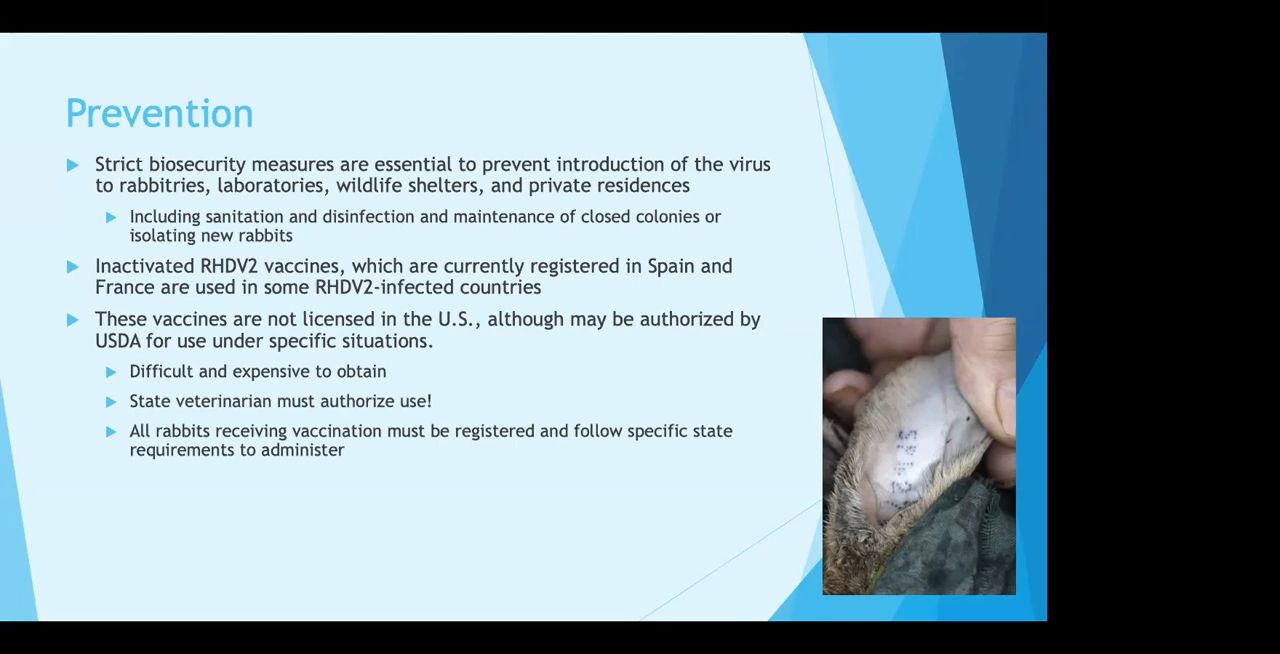 Prevention
Strict biosecurity measures are essential to prevent introduction of the virus
to rabbitries, laboratories, wildlife shelters, and private residences
Including sanitation and disinfection and maintenance of closed colonies or
isolating new rabbits
Inactivated RHDV2 vaccines, which are currently registered in Spain and
France are used in some RHDV2-infected countries
These vaccines are not licensed in the U.S., although may be authorized by
USDA for use under specific situations.
Difficult and expensive to obtain
State veterinarian must authorize use!
All rabbits receiving vaccination must be registered and follow specific state
requirements to administer